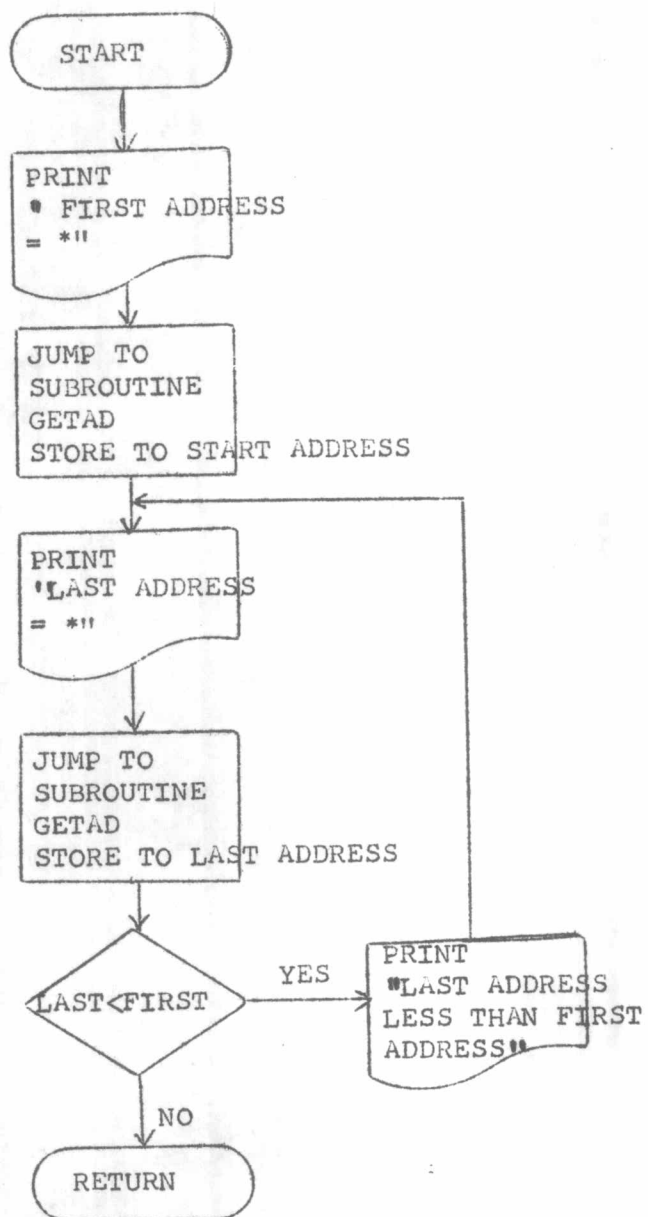 START
PRINT
" FIRST ADDRESS
= *"
JUMP TO
SUBROUTINE
GETAD
STORE TO START ADDRESS
PRINT
"LAST ADDRESS
= *"
JUMP TO
SUBROUTINE
GETAD
STORE TO LAST ADDRESS
LAST<FIRST
YES
PRINT
"LAST ADDRESS
LESS THAN FIRST
ADDRESS"
NO
RETURN